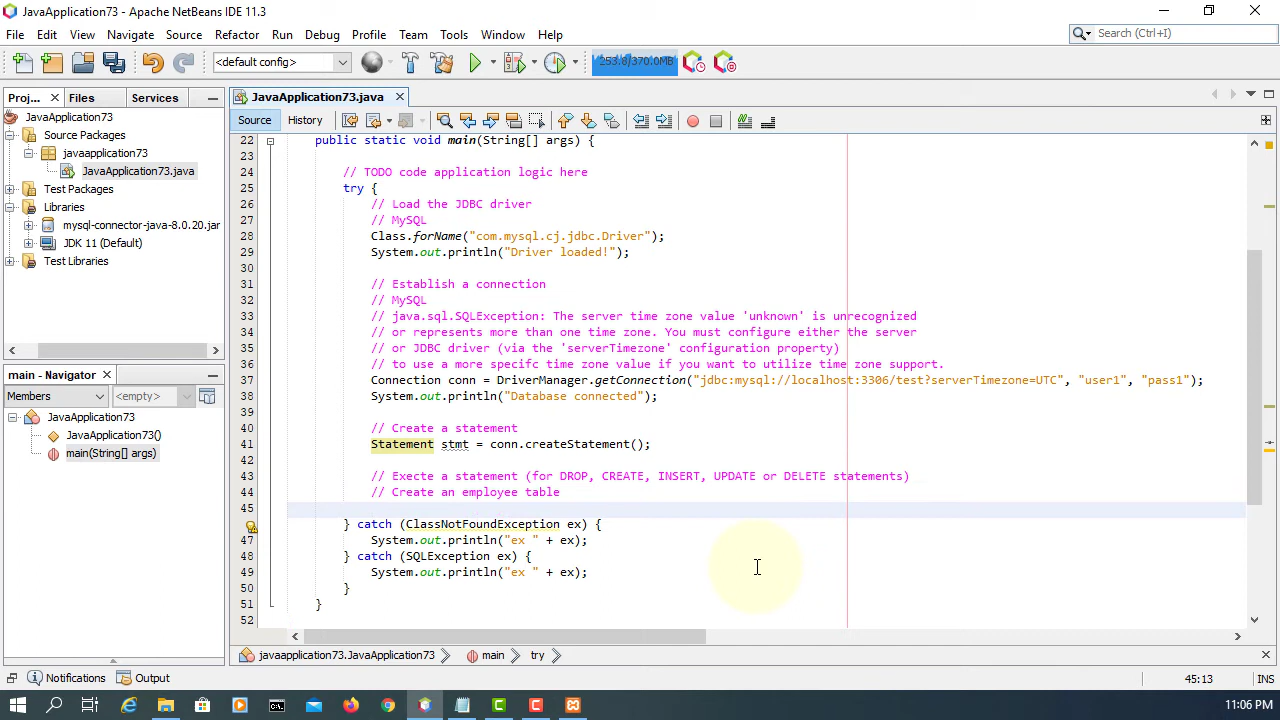 JavaApplication73 - Apache NetBeans IDE 11.3
File Edit View Navigate Source Refactor Run Debug Profile Team Tools Window Help
Search (Ctrl+I)
<default config>
253.8/370.0MB
Proj... Files Services
JavaApplication73.java
JavaApplication73
Source Packages
javaapplication73
JavaApplication73.java
Test Packages
Libraries
mysql-connector-java-8.0.20.jar
JDK 11 (Default)
Test Libraries
main - Navigator
Members <empty>
JavaApplication73
JavaApplication73()
main(String[] args)
Source History
22 public static void main(String[] args) {
23
24 // TODO code application logic here
25 try {
26 // Load the JDBC driver
27 // MySQL
28 Class.forName("com.mysql.cj.jdbc.Driver");
29 System.out.println("Driver loaded!");
30
31 // Establish a connection
32 // MySQL
33 // java.sql.SQLException: The server time zone value 'unknown' is unrecognized
34 // or represents more than one time zone. You must configure either the server
35 // or JDBC driver (via the 'serverTimezone' configuration property)
36 // to use a more specifc time zone value if you want to utilize time zone support.
37 Connection conn = DriverManager.getConnection("jdbc:mysql://localhost:3306/test?serverTimezone=UTC", "user1", "pass1");
38 System.out.println("Database connected");
39
40 // Create a statement
41 Statement stmt = conn.createStatement();
42
43 // Execte a statement (for DROP, CREATE, INSERT, UPDATE or DELETE statements)
44 // Create an employee table
45
} catch (ClassNotFoundException ex) {
47 System.out.println("ex " + ex);
48 } catch (SQLException ex) {
49 System.out.println("ex " + ex);
50 }
51 }
52
javaapplication73.JavaApplication73 main try
Notifications Output
45:13 INS
11:06 PM